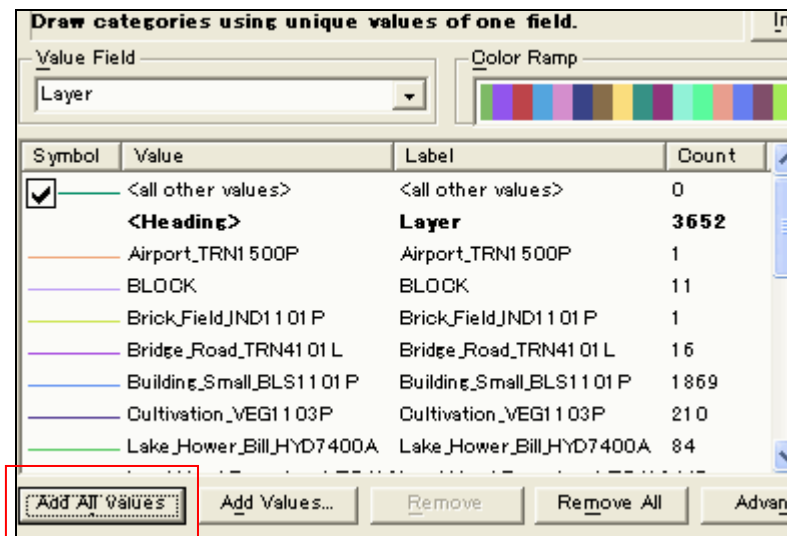 Draw categories using unique values of one field.
Value Field
Color Ramp
Layer
Symbol Value Label Count
<all other values> <all other values> 0
<Heading> Layer 3652
Airport_TRN1500P Airport_TRN1500P 1
BLOCK BLOCK 11
Brick_Field_IND1101P Brick_Field_IND1101P 1
Bridge_Road_TRN4101L Bridge_Road_TRN4101L 16
Building_Small_BLS1101P Building_Small_BLS1101P 1869
Cultivation_VEG1103P Cultivation_VEG1103P 210
Lake_Hower_Bill_HYD7400A Lake_Hower_Bill_HYD7400A 84
Add All Values Add Values... Remove Remove All Advan